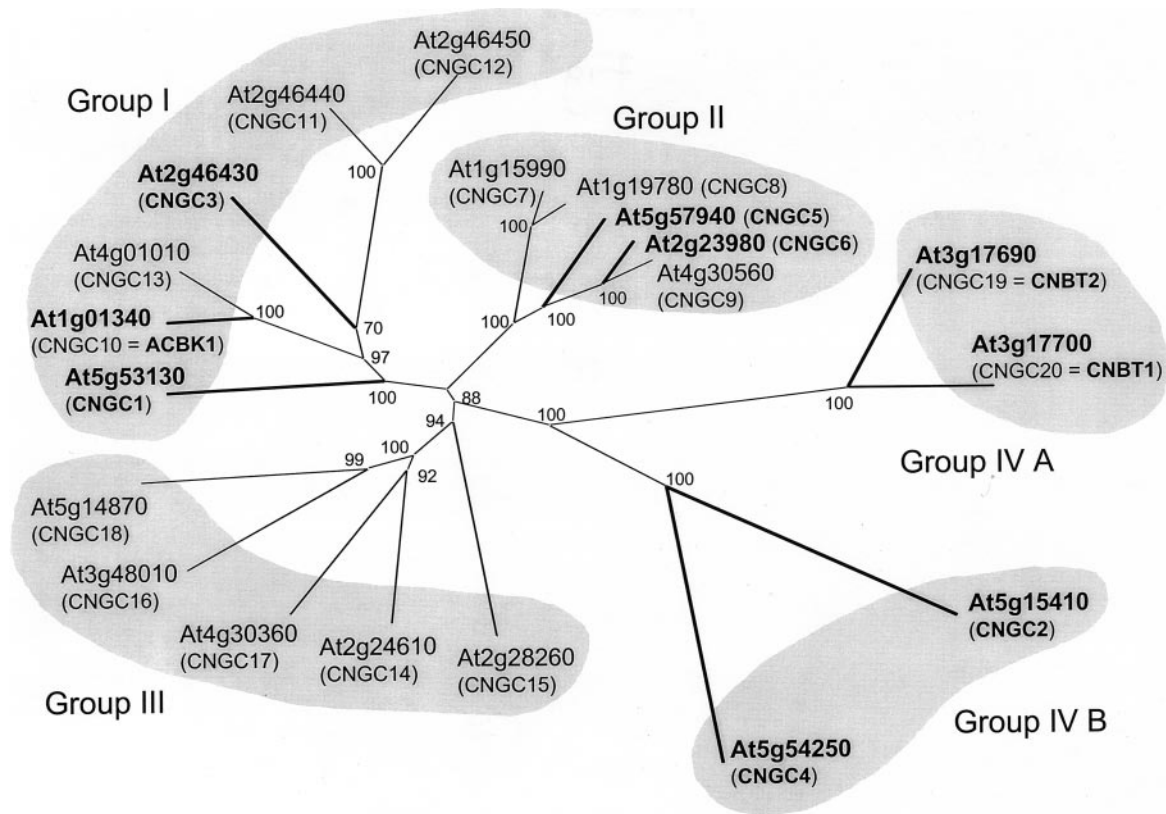 Group I
At2g46450
(CNGC12)
At2g46440
(CNGC11)
100
At2g46430
(CNGC3)
At4g01010
(CNGC13)
100
At1g01340
(CNGC10 = ACBK1)
70
97
At5g53130
(CNGC1)
100
Group II
At1g15990
(CNGC7)
At1g19780 (CNGC8)
100
At5g57940 (CNGC5)
At2g23980 (CNGC6)
At4g30560
(CNGC9)
100
100
100
At3g17690
(CNGC19 = CNBT2)
At3g17700
(CNGC20 = CNBT1)
100
Group IV A
88
94
100
100
99
92
At5g14870
(CNGC18)
At3g48010
(CNGC16)
At4g30360
(CNGC17)
At2g24610
(CNGC14)
At2g28260
(CNGC15)
Group III
100
At5g15410
(CNGC2)
At5g54250
(CNGC4)
Group IV B